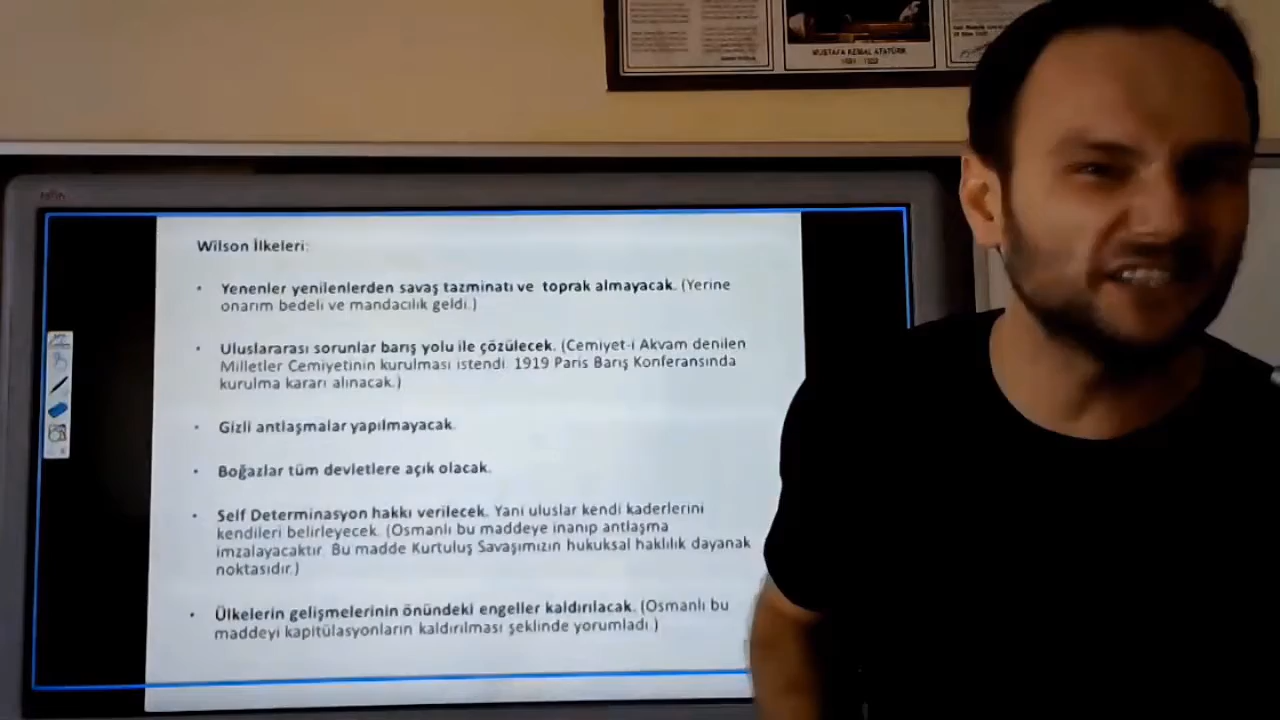 MUSTAFA KEMAL ATATÜRK
Wilson İlkeleri:
• Yenenler yenilenlerden savaş tazminatı ve toprak almayacak. (Yerine
onarım bedeli ve mandacılık geldi.)
• Uluslararası sorunlar barış yolu ile çözülecek. (Cemiyet-i Akvam denilen
Milletler Cemiyetinin kurulması istendi. 1919 Paris Barış Konferansında
kurulma kararı alınacak.)
• Gizli antlaşmalar yapılmayacak.
• Boğazlar tüm devletlere açık olacak.
• Self Determinasyon hakkı verilecek. Yani uluslar kendi kaderlerini
kendileri belirleyecek. (Osmanlı bu maddeye inanıp antlaşma
imzalayacaktır. Bu madde Kurtuluş Savaşımızın hukuksal haklılık dayanak
noktasıdır.)
• Ülkelerin gelişmelerinin önündeki engeller kaldırılacak. (Osmanlı bu
maddeyi kapitülasyonların kaldırılması şeklinde yorumladı.)